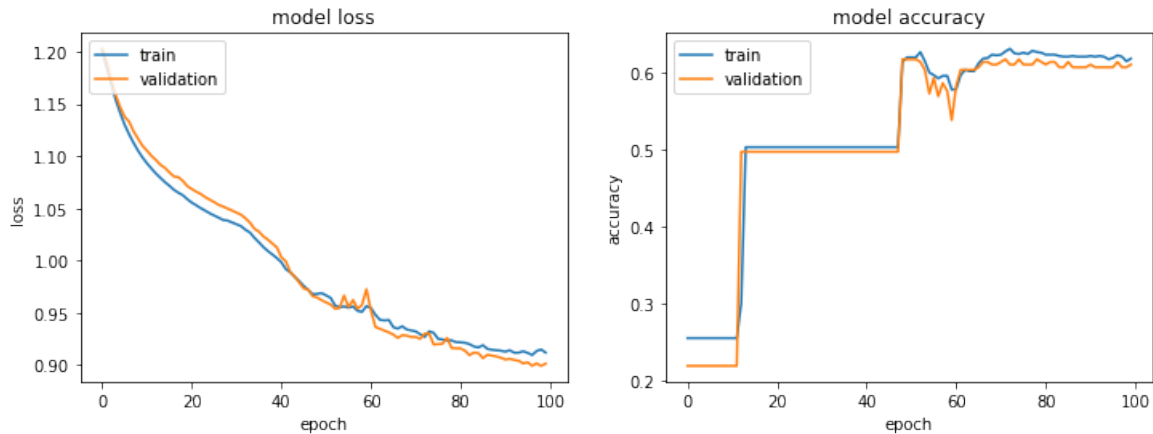 model loss
train
validation
1.20
1.15
1.10
1.05
1.00
0.95
0.90
loss
0 20 40 60 80 100
epoch
model accuracy
train
validation
0.6
0.5
0.4
0.3
0.2
accuracy
0 20 40 60 80 100
epoch